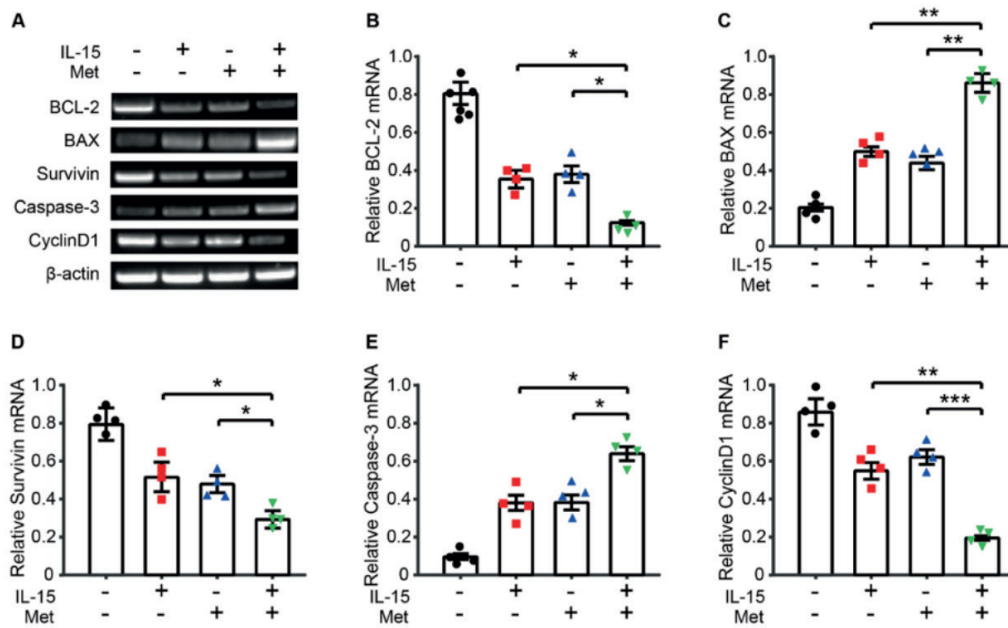 A
IL-15 - + - +
Met - - + +
BCL-2
BAX
Survivin
Caspase-3
CyclinD1
β-actin
B
Relative BCL-2 mRNA
1.0
0.8
0.6
0.4
0.2
0
*
*
IL-15 - + - +
Met - - + +
C
Relative BAX mRNA
1.0
0.8
0.6
0.4
0.2
0
**
**
IL-15 - + - +
Met - - + +
D
Relative Survivin mRNA
1.0
0.8
0.6
0.4
0.2
0
*
*
IL-15 - + - +
Met - - + +
E
Relative Caspase-3 mRNA
1.0
0.8
0.6
0.4
0.2
0
*
*
IL-15 - + - +
Met - - + +
F
Relative CyclinD1 mRNA
1.0
0.8
0.6
0.4
0.2
0
**
***
IL-15 - + - +
Met - - + +